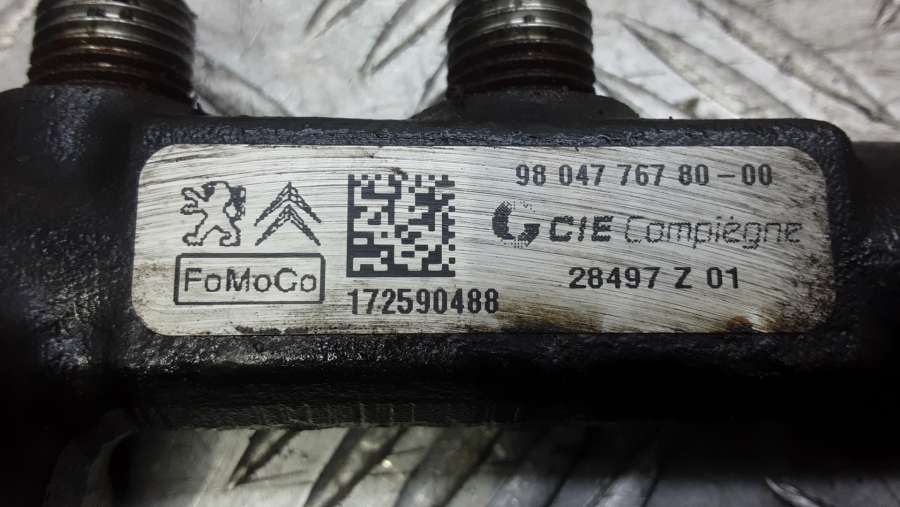 98 047 767 80-00
CIE Compiègne
FoMoCo
172590488
28497 Z 01